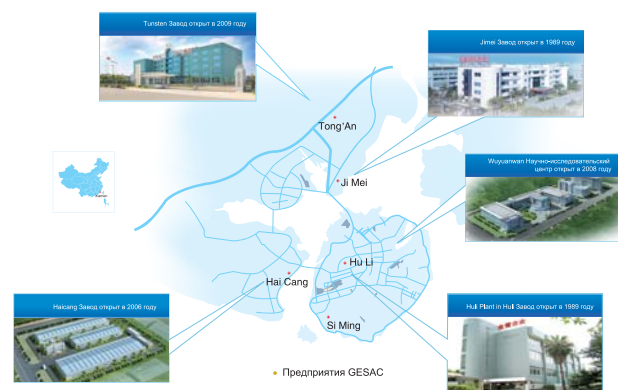 Tunsten Завод открыт в 2009 году
Jimei Завод открыт в 1989 году
Tong'An
Wuyuanwan Научно-исследовательский
центр открыт в 2008 году
Ji Mei
Hu Li
Hai Cang
Haicang Завод открыт в 2006 году
Huli Plant in Huli Завод открыт в 1989 году
Si Ming
Предприятия GESAC